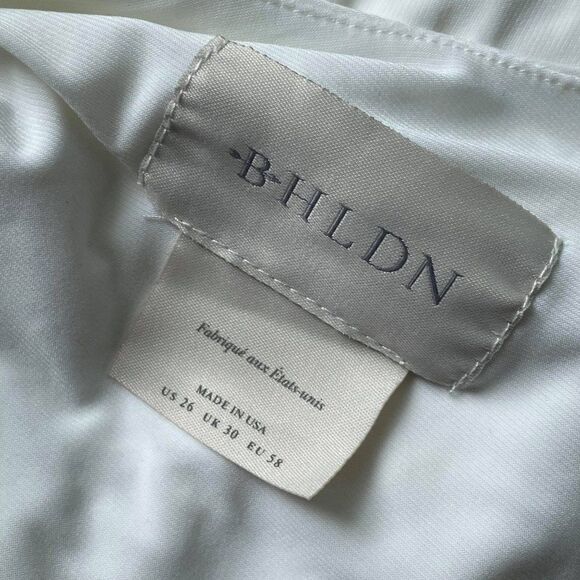 BHLDN
Fabriqué aux États-unis
MADE IN USA
US 26 UK 30 EU 58